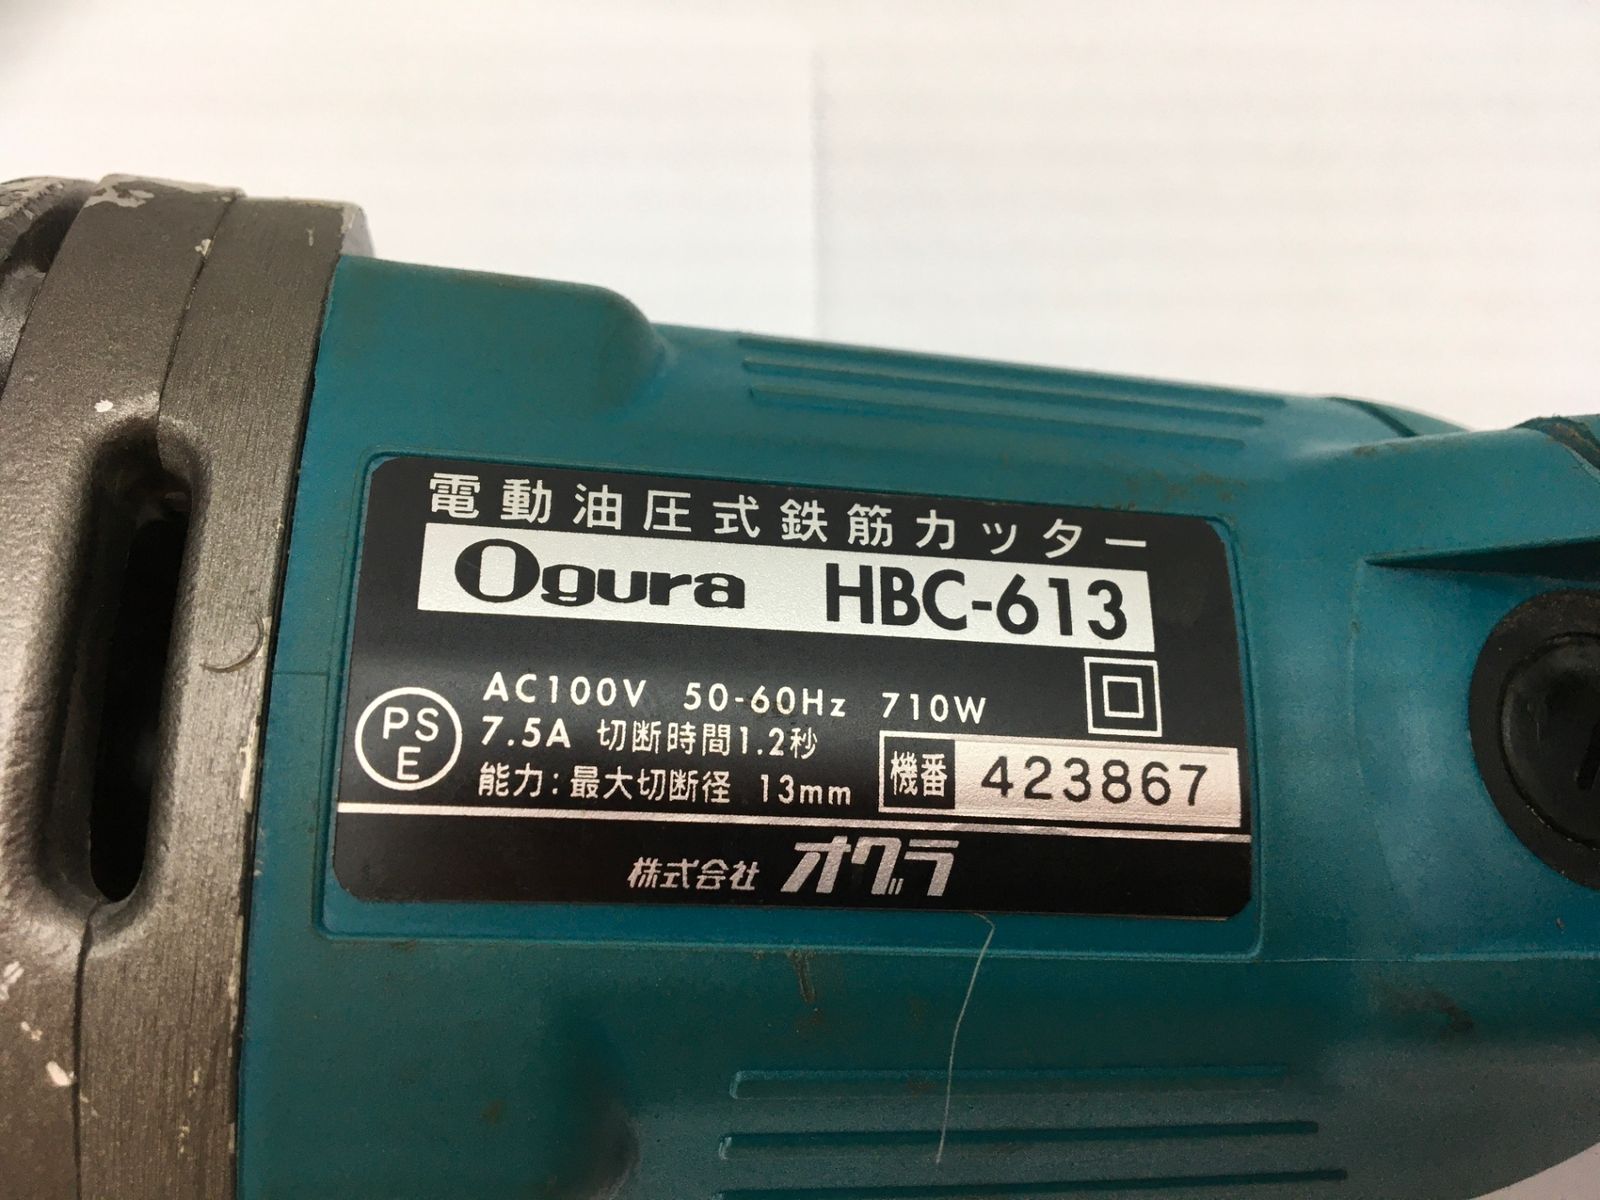 電動油圧式鉄筋カッター
Ogura HBC-613
AC100V 50-60Hz 710W
PS
E
7.5A 切断時間1.2秒
能力:最大切断径 13mm
機番 423867
株式会社 オグラ